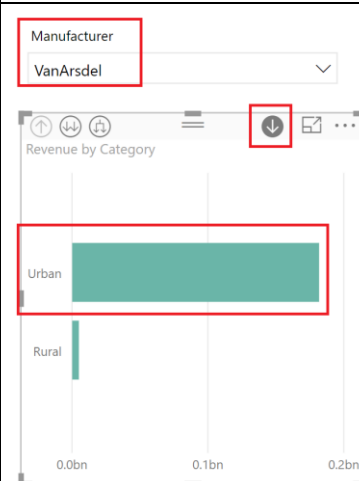 Manufacturer
VanArsdel
Revenue by Category
Urban
Rural
0.0bn 0.1bn 0.2bn